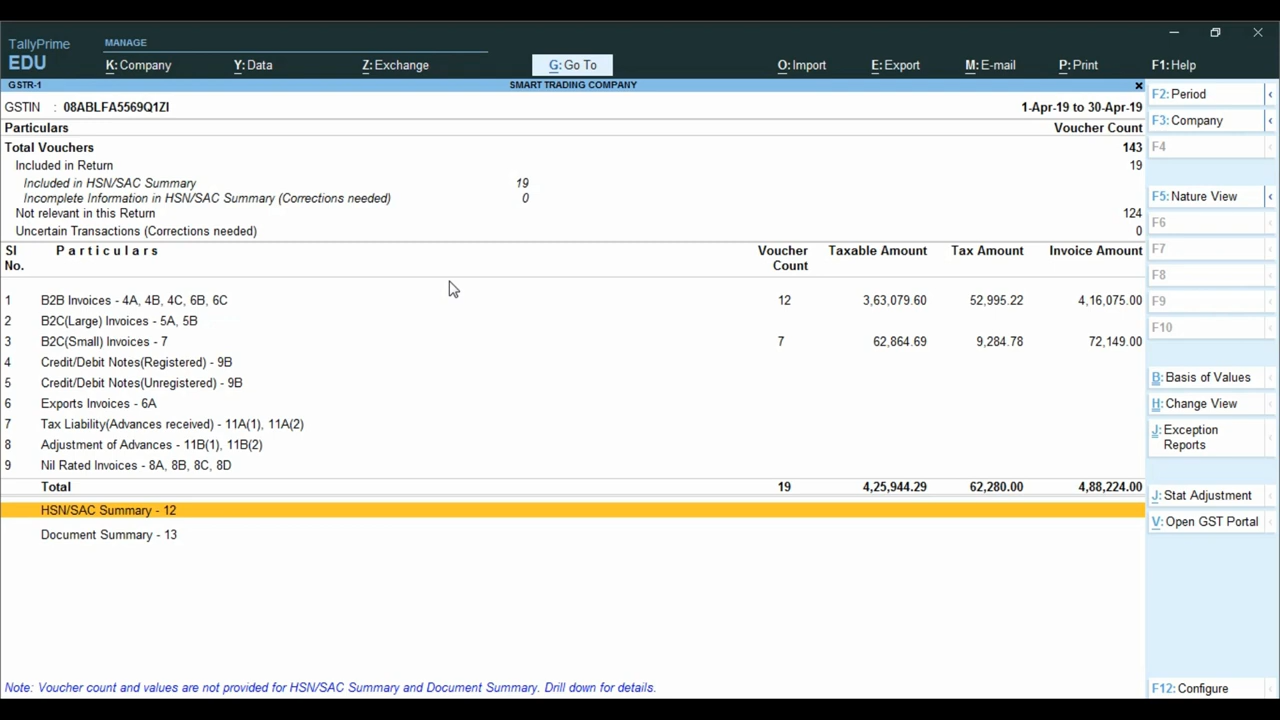 TallyPrime
EDU
MANAGE
K: Company
Y: Data
Z: Exchange
G: Go To
O: Import
E: Export
M: E-mail
P: Print
F1: Help
GSTR-1
SMART TRADING COMPANY
GSTIN : 08ABLFA5569Q1ZI
1-Apr-19 to 30-Apr-19
Particulars Voucher Count
Total Vouchers 143
Included in Return 19
Included in HSN/SAC Summary 19
Incomplete Information in HSN/SAC Summary (Corrections needed) 0
Not relevant in this Return 124
Uncertain Transactions (Corrections needed) 0
Sl No. Particulars Voucher Count Taxable Amount Tax Amount Invoice Amount
1 B2B Invoices - 4A, 4B, 4C, 6B, 6C 12 3,63,079.60 52,995.22 4,16,075.00
2 B2C(Large) Invoices - 5A, 5B
3 B2C(Small) Invoices - 7 7 62,864.69 9,284.78 72,149.00
4 Credit/Debit Notes(Registered) - 9B
5 Credit/Debit Notes(Unregistered) - 9B
6 Exports Invoices - 6A
7 Tax Liability(Advances received) - 11A(1), 11A(2)
8 Adjustment of Advances - 11B(1), 11B(2)
9 Nil Rated Invoices - 8A, 8B, 8C, 8D
Total 19 4,25,944.29 62,280.00 4,88,224.00
HSN/SAC Summary - 12
Document Summary - 13
Note: Voucher count and values are not provided for HSN/SAC Summary and Document Summary. Drill down for details.
F2: Period
F3: Company
F4
F5: Nature View
F6
F7
F8
F9
F10
B: Basis of Values
H: Change View
J: Exception
Reports
J: Stat Adjustment
V: Open GST Portal
F12: Configure